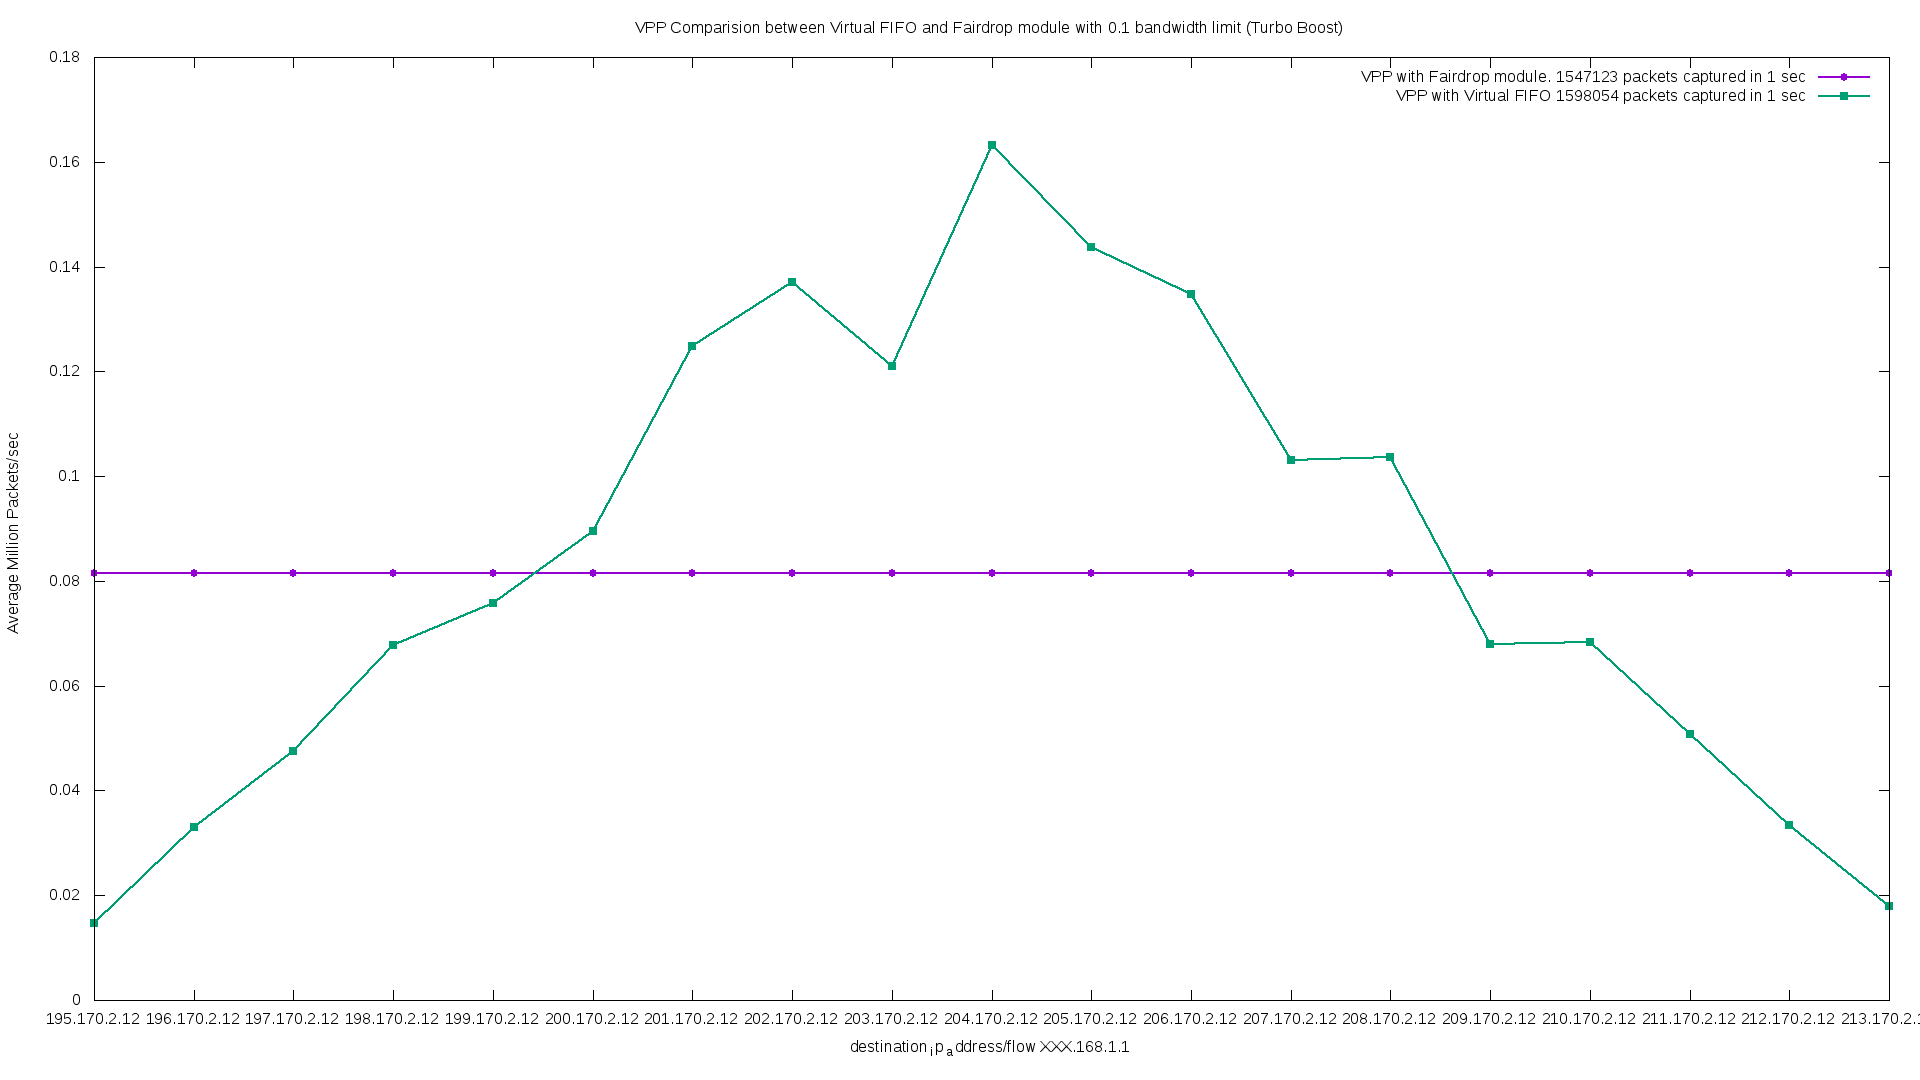 VPP Comparision between Virtual FIFO and Fairdrop module with 0.1 bandwidth limit (Turbo Boost)
VPP with Fairdrop module. 1547123 packets captured in 1 sec
VPP with Virtual FIFO 1598054 packets captured in 1 sec
0.18
0.16
0.14
0.12
0.1
0.08
0.06
0.04
0.02
0
Average Million Packets/sec
195.170.2.12 196.170.2.12 197.170.2.12 198.170.2.12 199.170.2.12 200.170.2.12 201.170.2.12 202.170.2.12 203.170.2.12 204.170.2.12 205.170.2.12 206.170.2.12 207.170.2.12 208.170.2.12 209.170.2.12 210.170.2.12 211.170.2.12 212.170.2.12 213.170.2.1
destination_ip_address/flow XXX.168.1.1